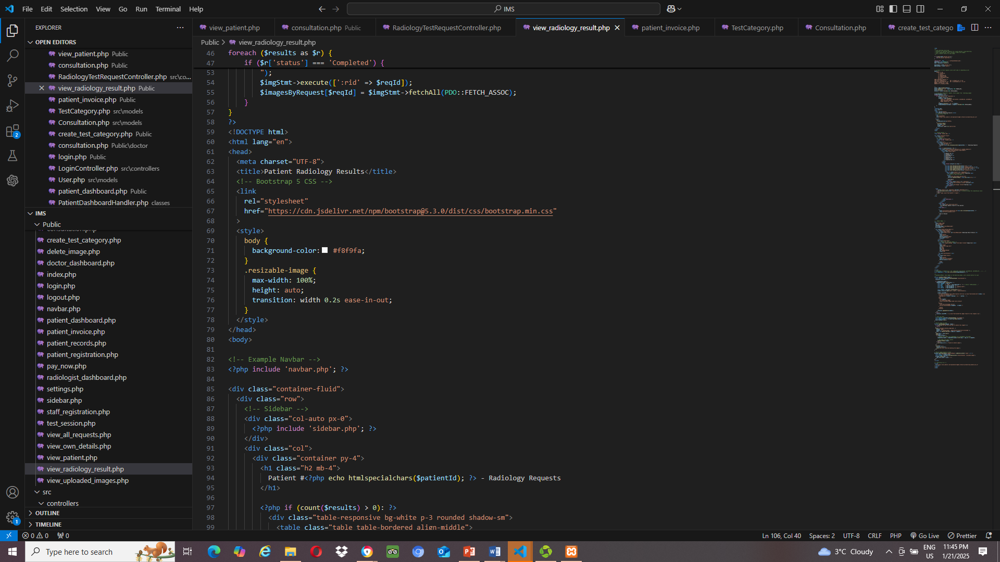 File Edit Selection View Go Run Terminal Help
IMS
EXPLORER
OPEN EDITORS
view_patient.php Public
consultation.php Public
RadiologyTestRequestController.php src\co...
view_radiology_result.php Public
patient_invoice.php Public
TestCategory.php src\models
Consultation.php src\models
create_test_category.php Public
consultation.php Public\doctor
login.php Public
LoginController.php src\controllers
User.php src\models
patient_dashboard.php Public
PatientDashboardHandler.php classes
IMS
Public
consultation.php
create_test_category.php
delete_image.php
doctor_dashboard.php
index.php
login.php
logout.php
navbar.php
patient_dashboard.php
patient_invoice.php
patient_records.php
patient_registration.php
pay_now.php
radiologist_dashboard.php
settings.php
sidebar.php
staff_registration.php
test_session.php
view_all_requests.php
view_own_details.php
view_patient.php
view_radiology_result.php
view_uploaded_images.php
src
controllers
OUTLINE
TIMELINE
2
1
view_patient.php consultation.php Public RadiologyTestRequestController.php view_radiology_result.php patient_invoice.php TestCategory.php Consultation.php create_test_catego
Public > view_radiology_result.php
46 foreach ($results as $r) {
47 if ($r['status'] === 'Completed') {
53 ");
54 $imgStmt->execute([':rid' => $reqId]);
55 $imagesByRequest[$reqId] = $imgStmt->fetchAll(PDO::FETCH_ASSOC);
56 }
57 }
58 ?>
59 <!DOCTYPE html>
60 <html lang="en">
61 <head>
62 <meta charset="UTF-8">
63 <title>Patient Radiology Results</title>
64 <!-- Bootstrap 5 CSS -->
65 <link
66 rel="stylesheet"
67 href="https://cdn.jsdelivr.net/npm/bootstrap@5.3.0/dist/css/bootstrap.min.css"
68 >
69 <style>
70 body {
71 background-color: #f8f9fa;
72 }
73 .resizable-image {
74 max-width: 100%;
75 height: auto;
76 transition: width 0.2s ease-in-out;
77 }
78 </style>
79 </head>
80 <body>
81
82 <!-- Example Navbar -->
83 <?php include 'navbar.php'; ?>
84
85 <div class="container-fluid">
86 <div class="row">
87 <!-- Sidebar -->
88 <div class="col-auto px-0">
89 <?php include 'sidebar.php'; ?>
90 </div>
91 <div class="col">
92 <div class="container py-4">
93 <h1 class="h2 mb-4">
94 Patient #<?php echo htmlspecialchars($patientId); ?> - Radiology Requests
95 </h1>
96
97 <?php if (count($results) > 0): ?>
98 <div class="table-responsive bg-white p-3 rounded shadow-sm">
99 <table class="table table-bordered align-middle">
0 0 0
Ln 106, Col 40 Spaces: 2 UTF-8 CRLF PHP Go Live Prettier
Type here to search
3°C Cloudy
ENG
US
11:45 PM
1/21/2025